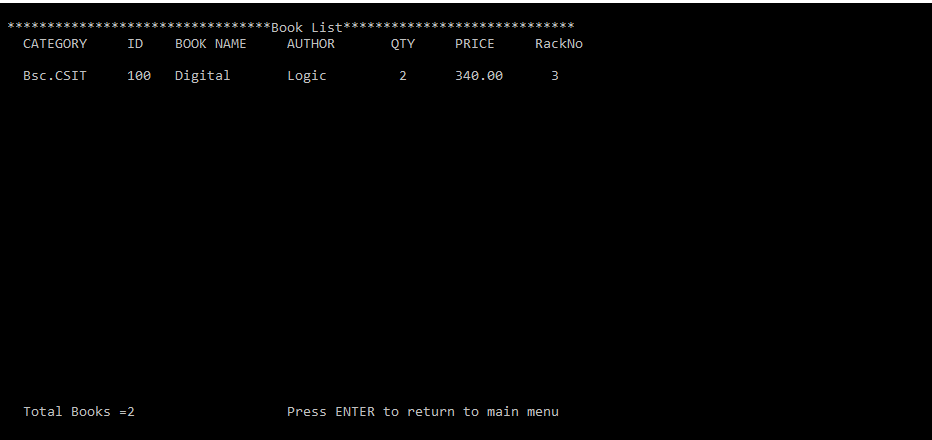 *********************************Book List*****************************
CATEGORY ID BOOK NAME AUTHOR QTY PRICE RackNo
Bsc.CSIT 100 Digital Logic 2 340.00 3
Total Books =2 Press ENTER to return to main menu